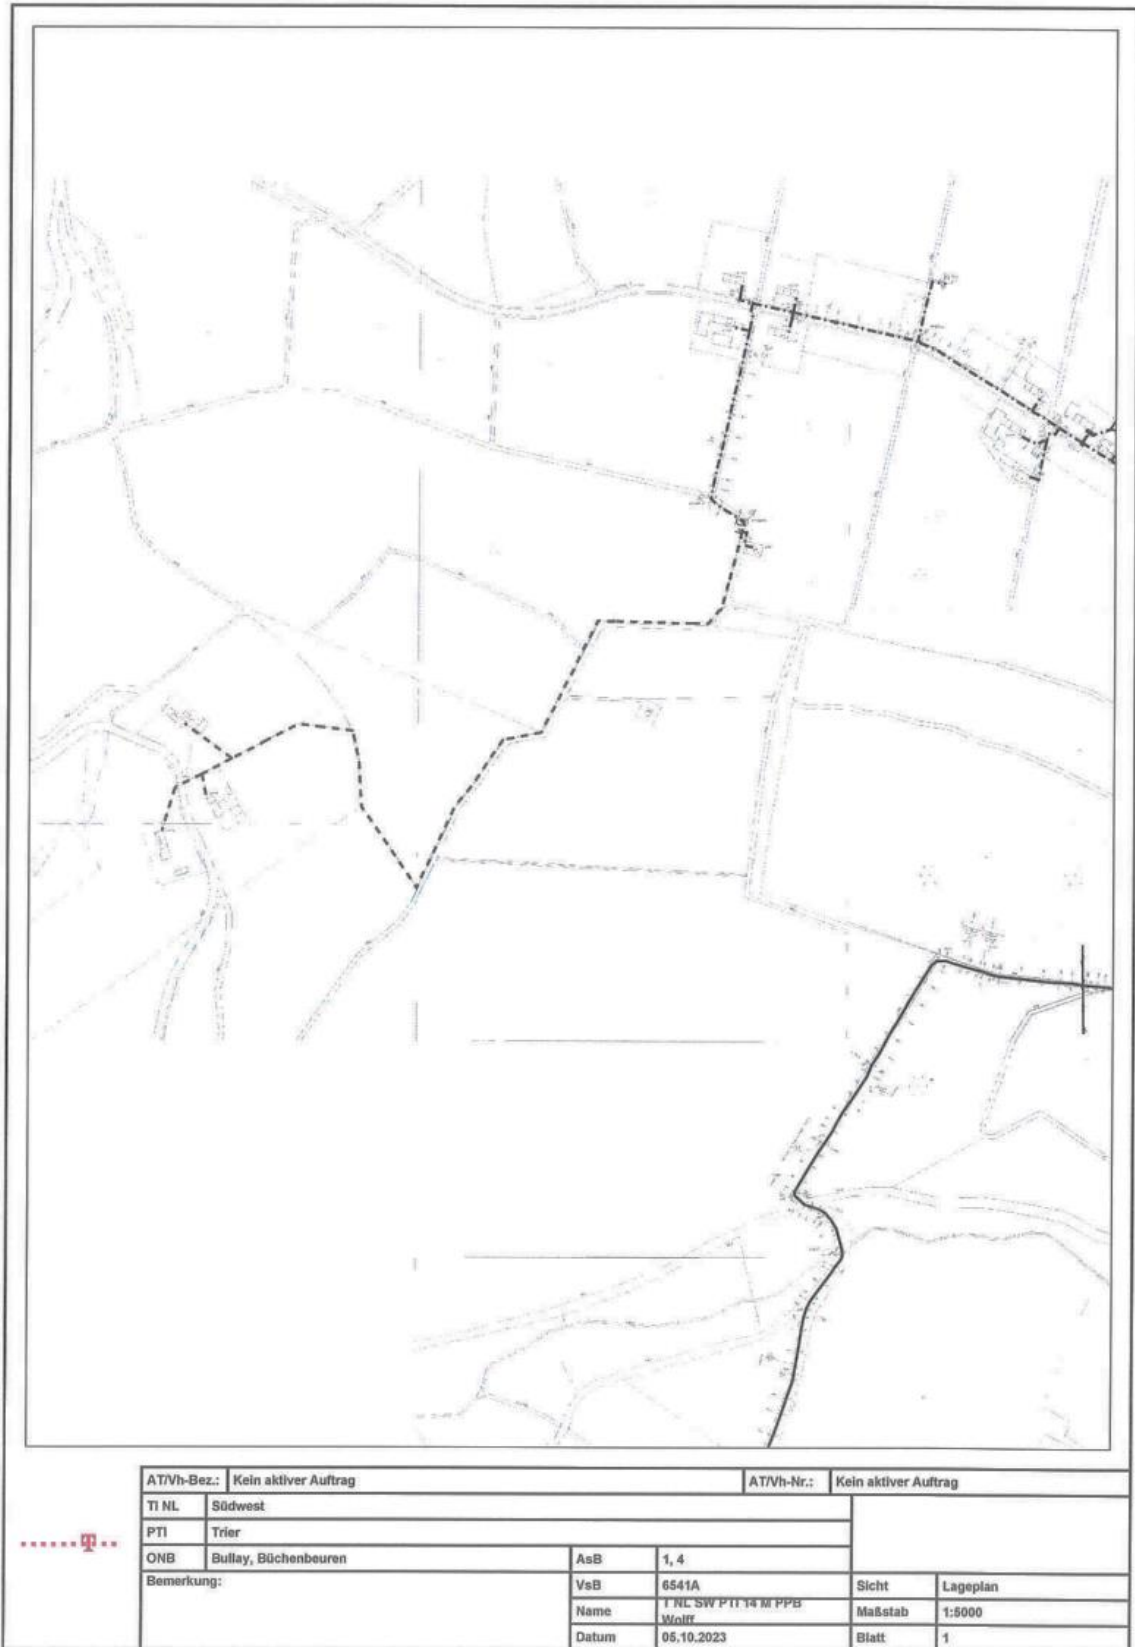 AT/Vh-Bez.: Kein aktiver Auftrag AT/Vh-Nr.: Kein aktiver Auftrag
TI NL Südwest
PTI Trier
ONB Bullay, Büchenbeuren AsB 1, 4
Bemerkung: VsB 6541A Sicht Lageplan
Name T NL SW PTI 14 M PPB Wolff Maßstab 1:5000
Datum 05.10.2023 Blatt 1
T